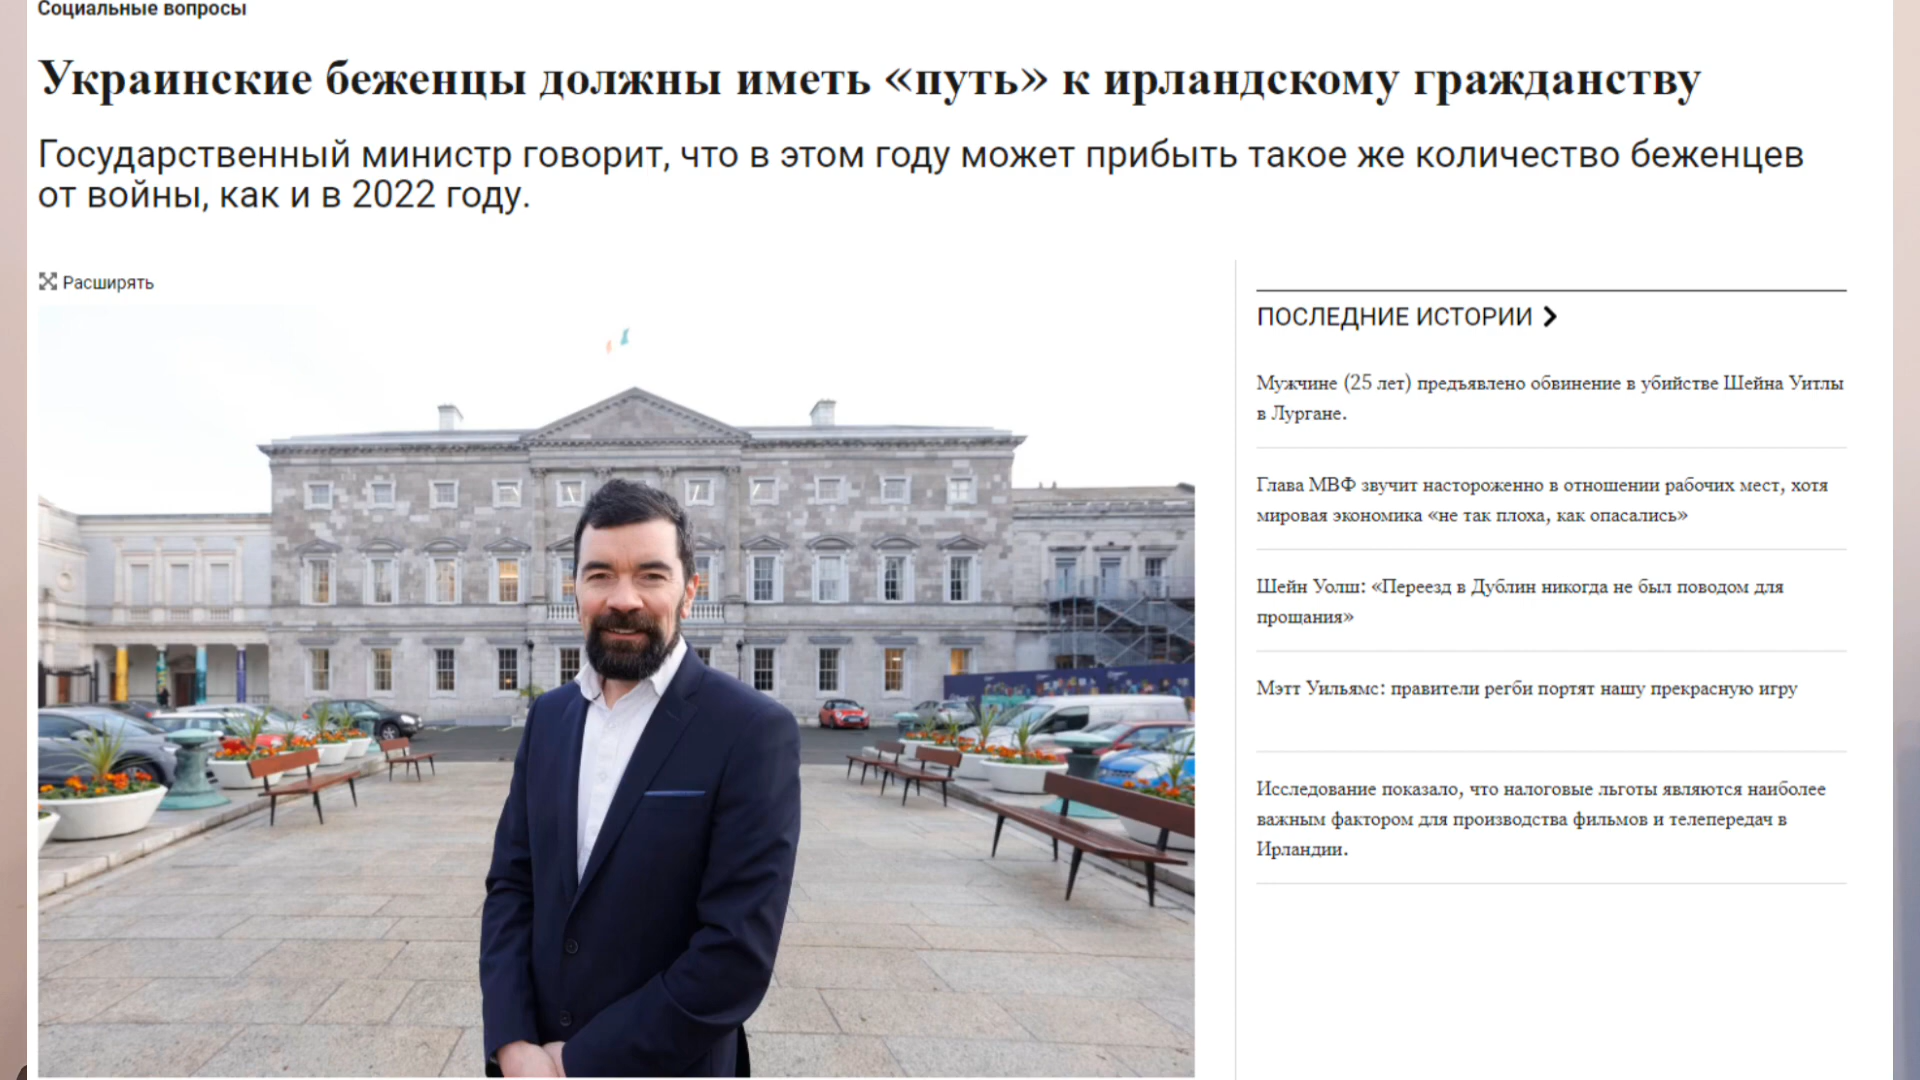 Социальные вопросы
Украинские беженцы должны иметь «путь» к ирландскому гражданству
Государственный министр говорит, что в этом году может прибыть такое же количество беженцев
от войны, как и в 2022 году.
Расширять
ПОСЛЕДНИЕ ИСТОРИИ
Мужчине (25 лет) предъявлено обвинение в убийстве Шейна Уитлы
в Лургане.
Глава МВФ звучит настороженно в отношении рабочих мест, хотя
мировая экономика «не так плоха, как опасались»
Шейн Уолш: «Переезд в Дублин никогда не был поводом для
прощания»
Мэтт Уильямс: правители регби портят нашу прекрасную игру
Исследование показало, что налоговые льготы являются наиболее
важным фактором для производства фильмов и телепередач в
Ирландии.